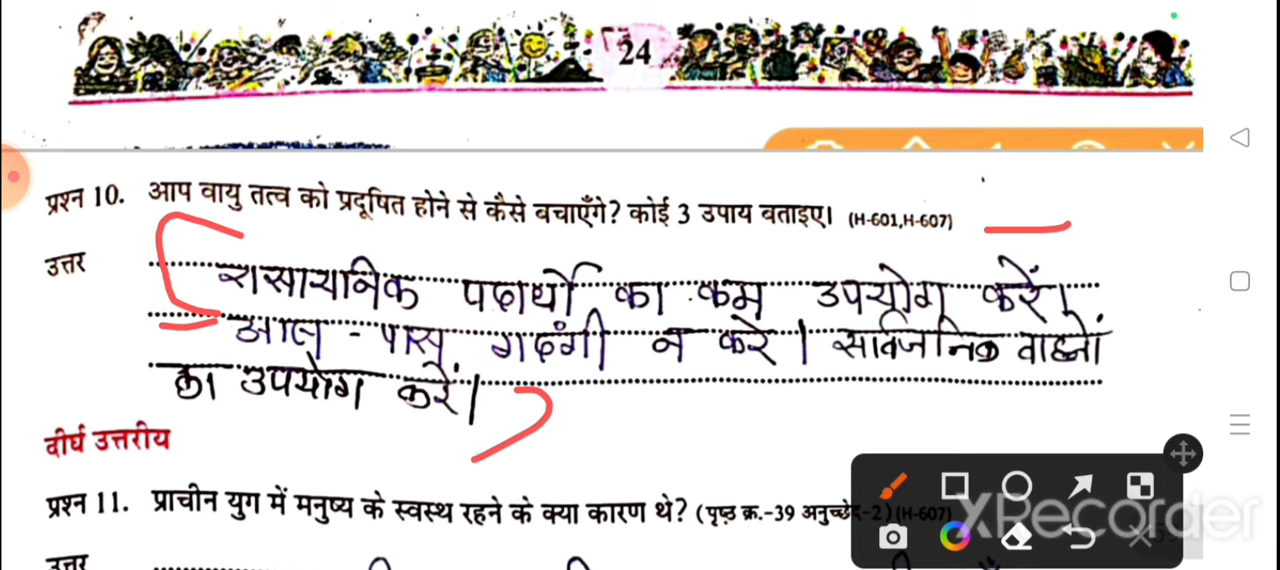 24
प्रश्न 10. आप वायु तत्व को प्रदूषित होने से कैसे बचाएँगे? कोई 3 उपाय बताइए। (H-601,H-607)
उत्तर
रासायनिक पदार्थो का कम उपयोग करें।
आस - पास गदंगी न करे । सार्वजनिक वाहनों
का उपयोग करें।
दीर्घ उत्तरीय
प्रश्न 11. प्राचीन युग में मनुष्य के स्वस्थ रहने के क्या कारण थे? (पृष्ठ क्र.-39 अनुच्छेद-2) (H-607)
उत्तर
XRecorder